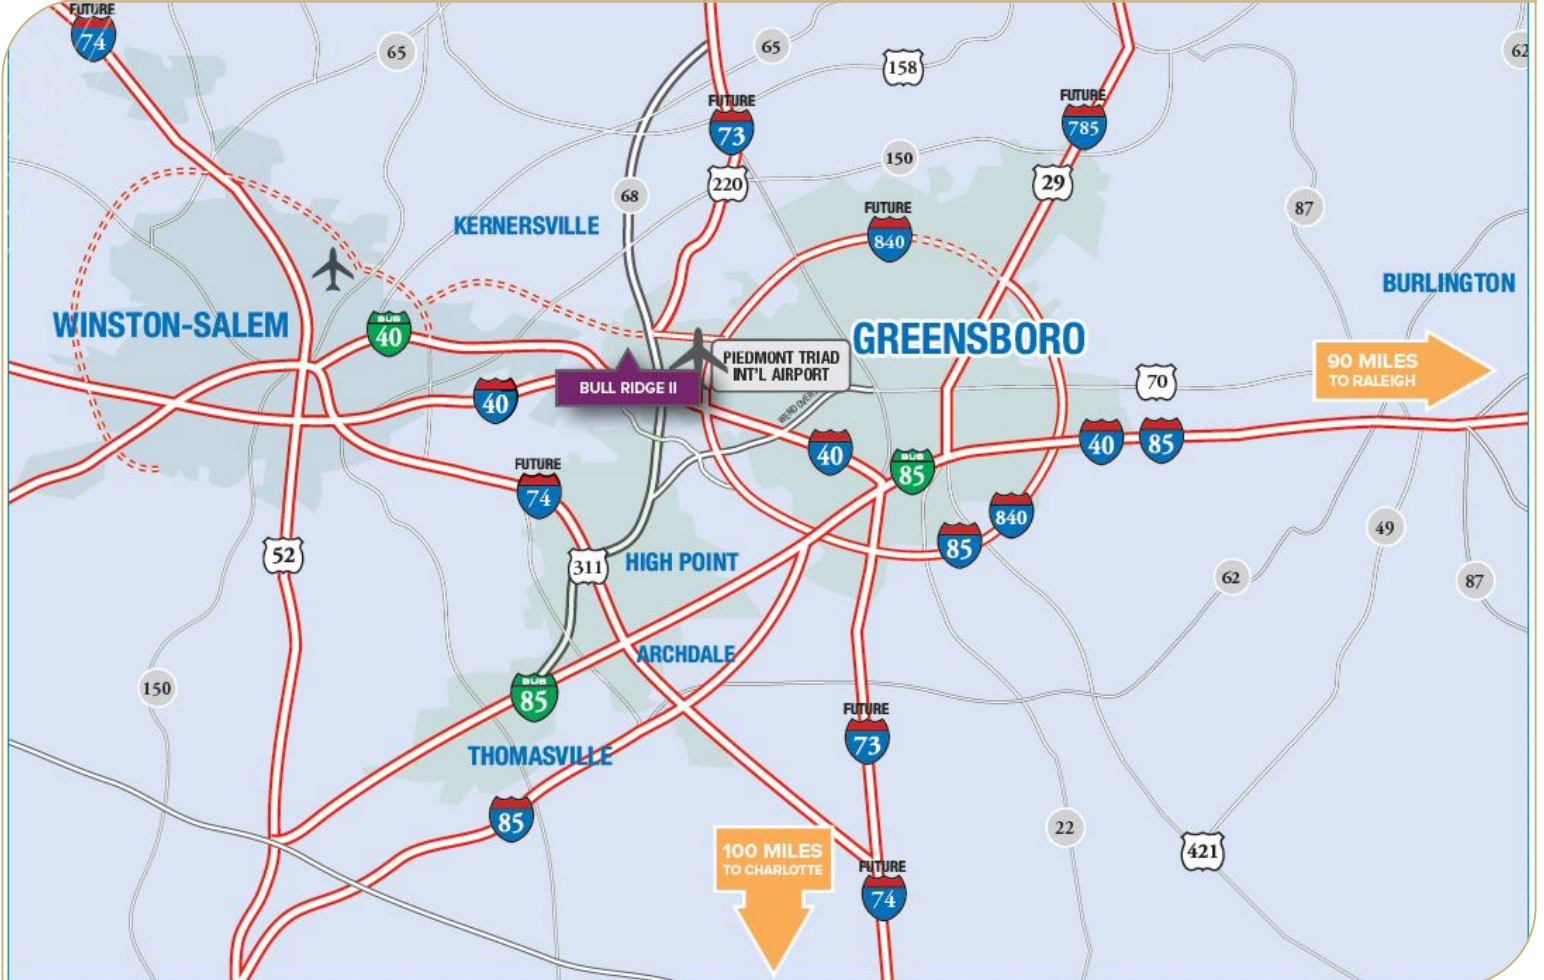 FUTURE
74
65
65
158
62
FUTURE
73
FUTURE
785
150
220
29
68
87
KERNERSVILLE
FUTURE
840
BURLINGTON
WINSTON-SALEM
BUS
40
GREENSBORO
PIEDMONT TRIAD
INT'L AIRPORT
90 MILES
TO RALEIGH
BULL RIDGE II
70
40
40
85
40
BUS
85
FUTURE
74
840
85
49
52
311
HIGH POINT
62
87
ARCHDALE
150
BUS
85
FUTURE
73
THOMASVILLE
85
22
100 MILES
TO CHARLOTTE
421
FUTURE
74